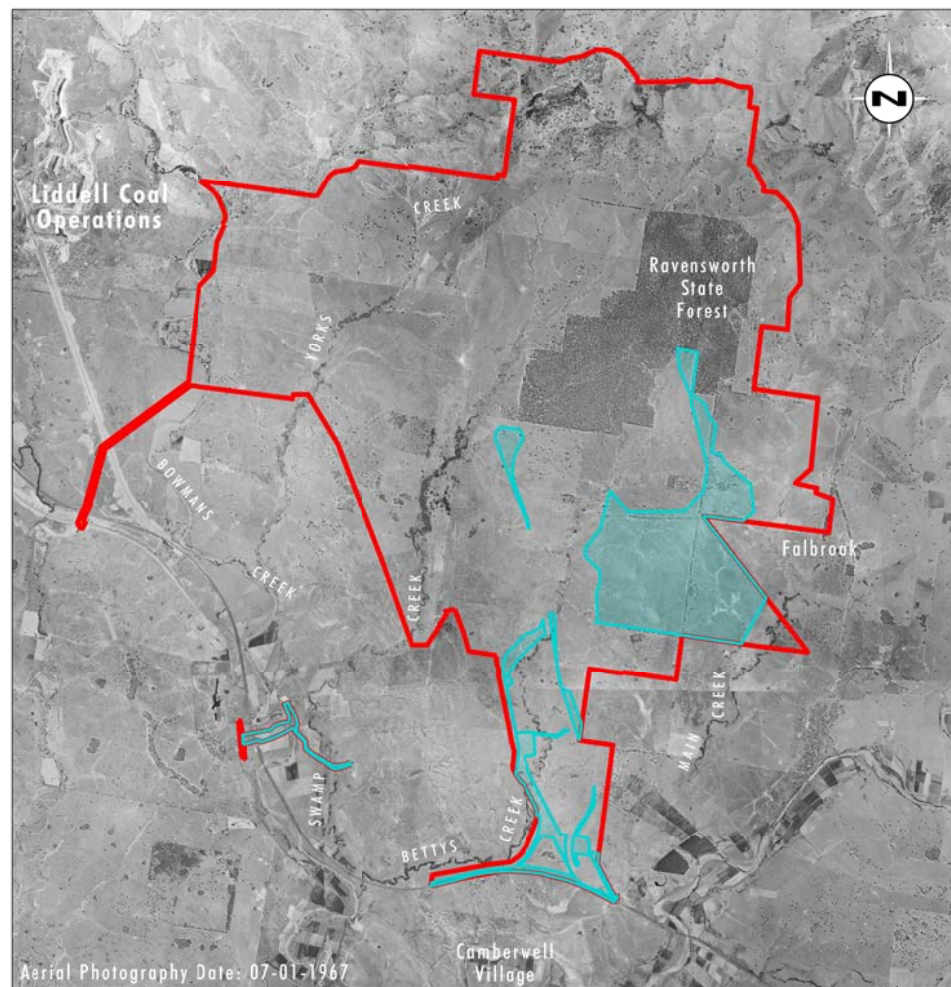 N
Liddell Coal
Operations
CREEK
Ravensworth
State
Forest
YORKS
BOWMANS
CREEK
Falbrook
CREEK
CREEK
MAIN
SWAMP
CREEK
BETTYS
Camberwell
Village
Aerial Photography Date: 07-01-1967